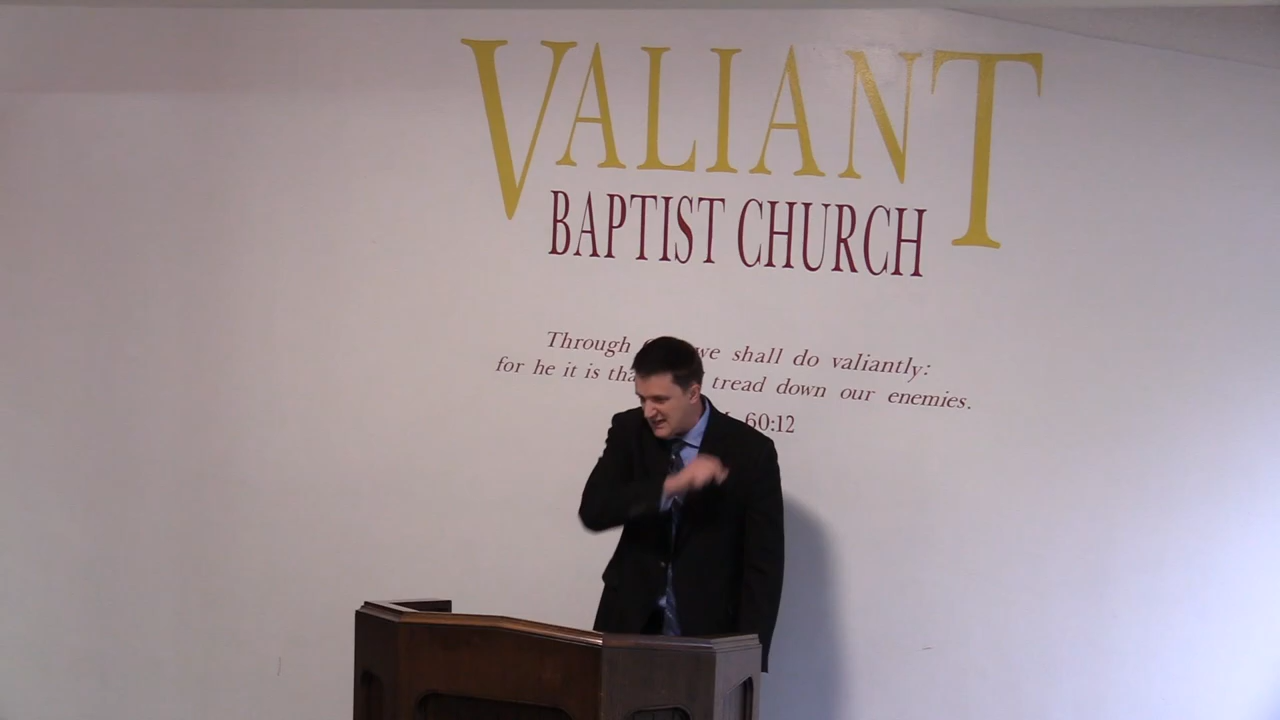 VALIANT
BAPTIST CHURCH
Through we shall do valiantly:
for he it is tread down our enemies.
60:12